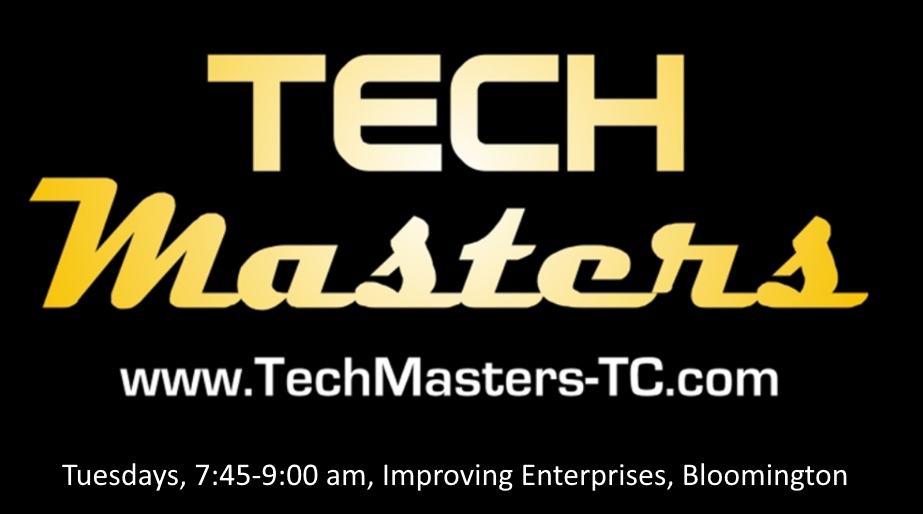 TECH
Masters
www.TechMasters-TC.com
Tuesdays, 7:45-9:00 am, Improving Enterprises, Bloomington